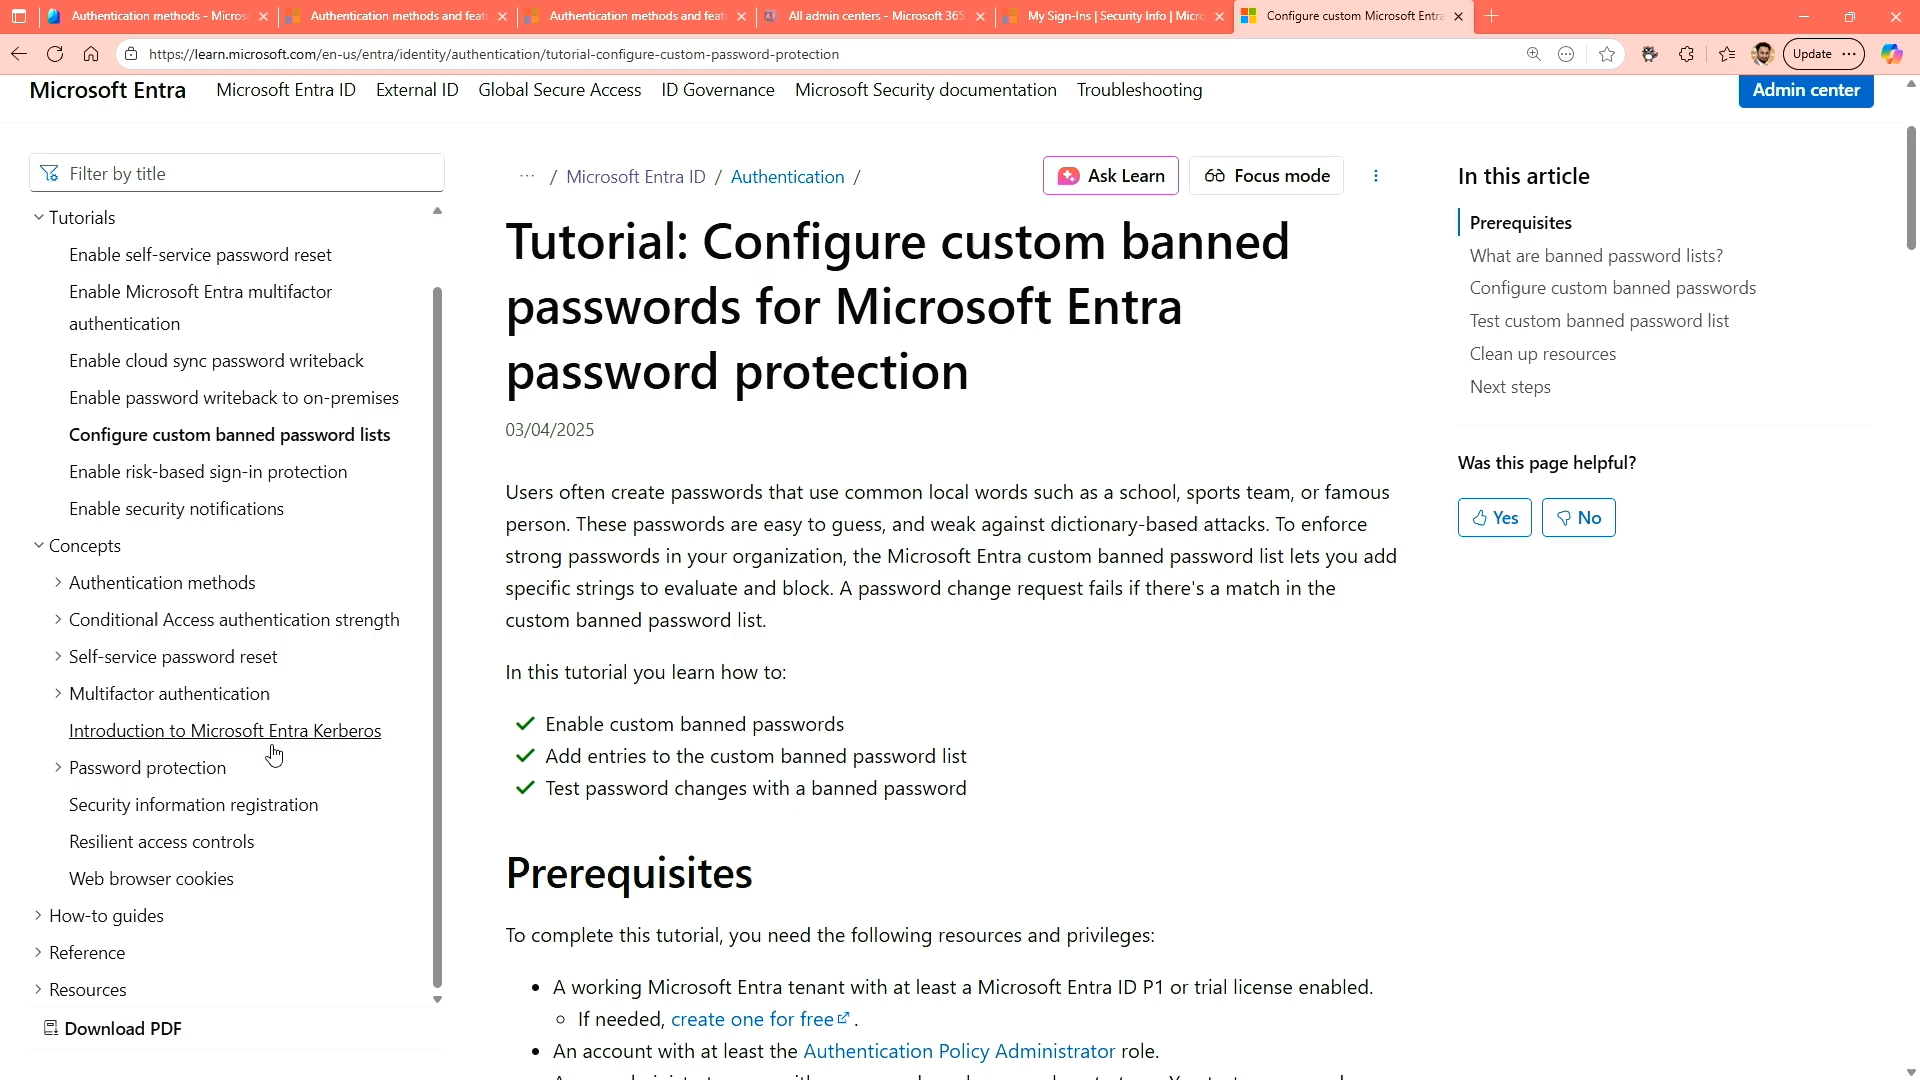 Authentication methods - Micros
Authentication methods and feat
Authentication methods and feat
All admin centers - Microsoft 365
My Sign-Ins | Security Info | Micro
Configure custom Microsoft Entra
https://learn.microsoft.com/en-us/entra/identity/authentication/tutorial-configure-custom-password-protection
Update
Microsoft Entra
Microsoft Entra ID
External ID
Global Secure Access
ID Governance
Microsoft Security documentation
Troubleshooting
Admin center
Filter by title
Tutorials
Enable self-service password reset
Enable Microsoft Entra multifactor
authentication
Enable cloud sync password writeback
Enable password writeback to on-premises
Configure custom banned password lists
Enable risk-based sign-in protection
Enable security notifications
Concepts
Authentication methods
Conditional Access authentication strength
Self-service password reset
Multifactor authentication
Introduction to Microsoft Entra Kerberos
Password protection
Security information registration
Resilient access controls
Web browser cookies
How-to guides
Reference
Resources
Download PDF
... / Microsoft Entra ID / Authentication /
Ask Learn
Focus mode
Tutorial: Configure custom banned
passwords for Microsoft Entra
password protection
03/04/2025
Users often create passwords that use common local words such as a school, sports team, or famous
person. These passwords are easy to guess, and weak against dictionary-based attacks. To enforce
strong passwords in your organization, the Microsoft Entra custom banned password list lets you add
specific strings to evaluate and block. A password change request fails if there's a match in the
custom banned password list.
In this tutorial you learn how to:
Enable custom banned passwords
Add entries to the custom banned password list
Test password changes with a banned password
Prerequisites
To complete this tutorial, you need the following resources and privileges:
A working Microsoft Entra tenant with at least a Microsoft Entra ID P1 or trial license enabled.
If needed, create one for free.
An account with at least the Authentication Policy Administrator role.
In this article
Prerequisites
What are banned password lists?
Configure custom banned passwords
Test custom banned password list
Clean up resources
Next steps
Was this page helpful?
Yes
No